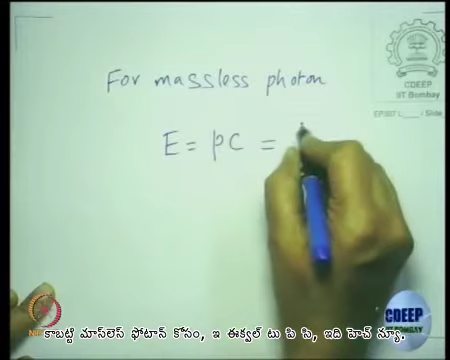 CDEEP
IIT Bombay
For massless photon
E = pc =
CDEEP
కాబట్టి మాస్‌లెస్ ఫోటాన్ కోసం, ఇ ఈక్వల్ టు పి సి, ఇది హెచ్ న్యూ.